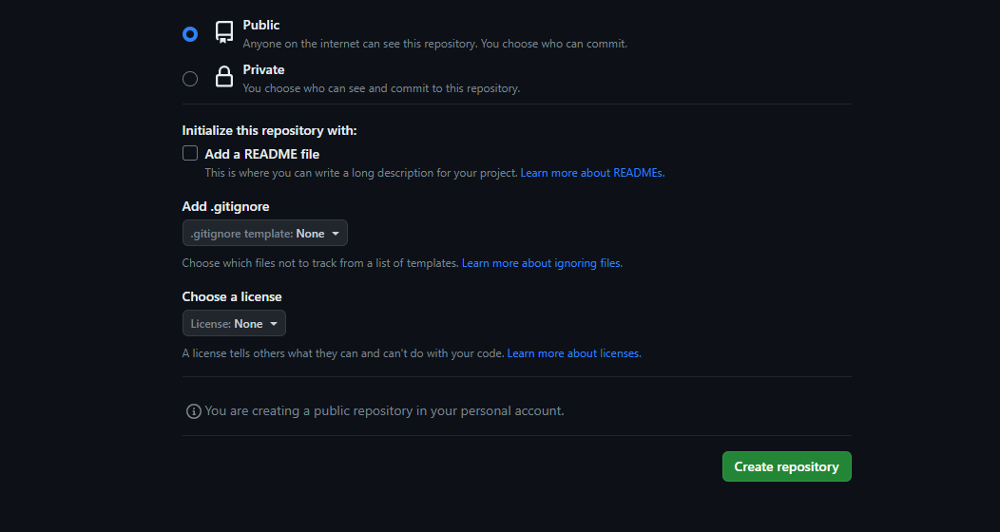 Public
Anyone on the internet can see this repository. You choose who can commit.
Private
You choose who can see and commit to this repository.
Initialize this repository with:
Add a README file
This is where you can write a long description for your project. Learn more about READMEs.
Add .gitignore
.gitignore template: None
Choose which files not to track from a list of templates. Learn more about ignoring files.
Choose a license
License: None
A license tells others what they can and can't do with your code. Learn more about licenses.
You are creating a public repository in your personal account.
Create repository